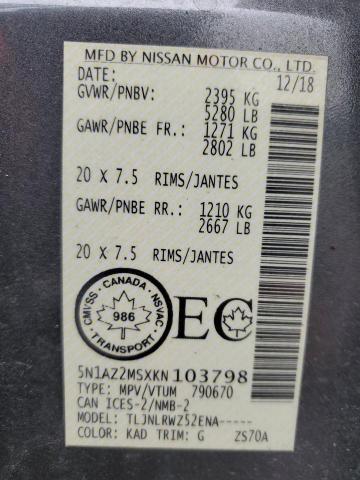 MFD BY NISSAN MOTOR CO., LTD.
DATE: 12/18
GVWR/PNBV: 2395 KG
5280 LB
GAWR/PNBE FR.: 1271 KG
2802 LB
20 X 7.5 RIMS/JANTES
GAWR/PNBE RR.: 1210 KG
2667 LB
20 X 7.5 RIMS/JANTES
CMVSS · CANADA · NSVAC
986
TRANSPORT
EC
5N1AZ2MSXKN103798
TYPE: MPV/VTUM 790670
CAN ICES-2/NMB-2
MODEL: TLJNLRWZ52ENA-----
COLOR: KAD TRIM: G ZS70A